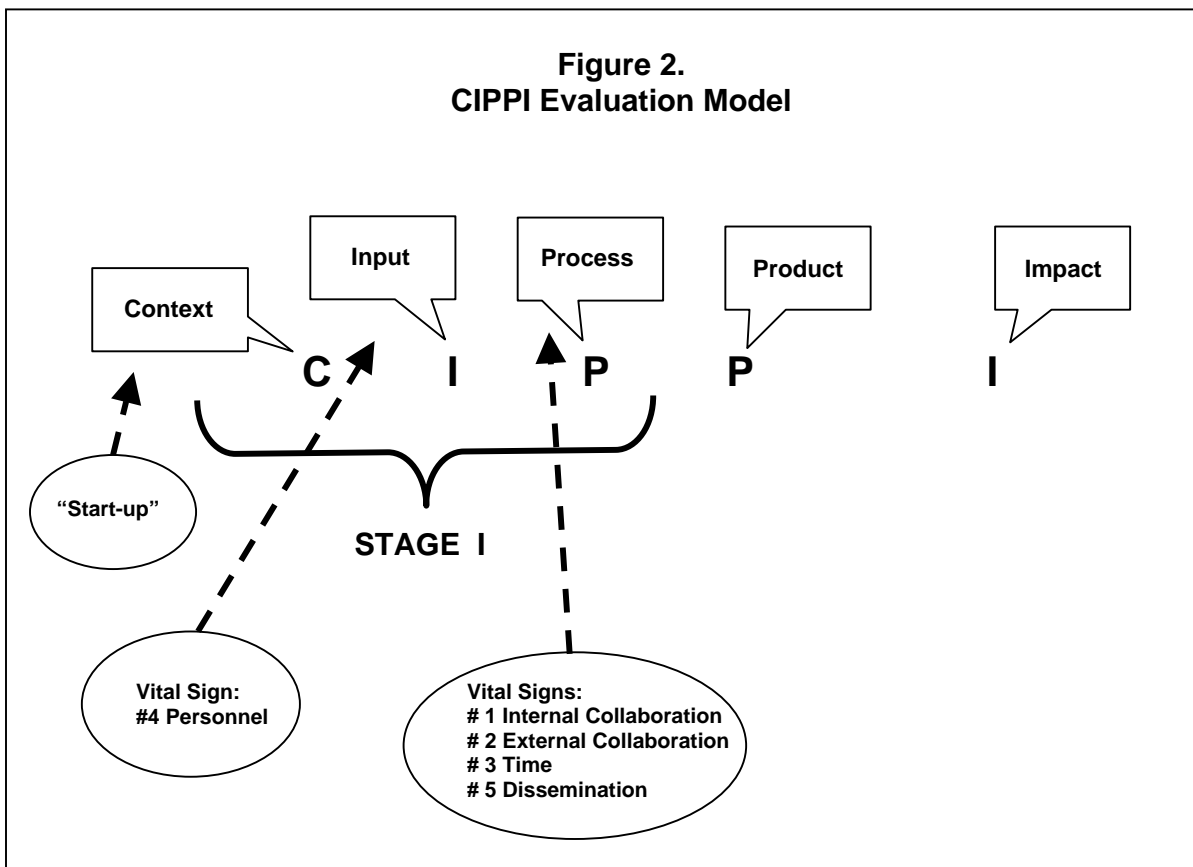 Figure 2.
CIPPI Evaluation Model
Context
Input
Process
Product
Impact
C I P P I
“Start-up”
STAGE I
Vital Sign:
#4 Personnel
Vital Signs:
# 1 Internal Collaboration
# 2 External Collaboration
# 3 Time
# 5 Dissemination